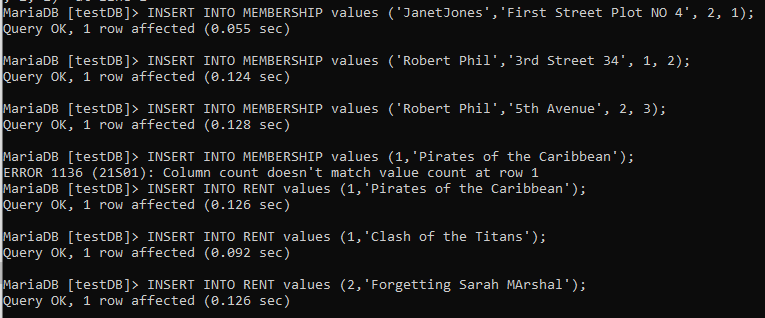 MariaDB [testDB]> INSERT INTO MEMBERSHIP values ('JanetJones','First Street Plot NO 4', 2, 1);
Query OK, 1 row affected (0.055 sec)
MariaDB [testDB]> INSERT INTO MEMBERSHIP values ('Robert Phil','3rd Street 34', 1, 2);
Query OK, 1 row affected (0.124 sec)
MariaDB [testDB]> INSERT INTO MEMBERSHIP values ('Robert Phil','5th Avenue', 2, 3);
Query OK, 1 row affected (0.128 sec)
MariaDB [testDB]> INSERT INTO MEMBERSHIP values (1,'Pirates of the Caribbean');
ERROR 1136 (21S01): Column count doesn't match value count at row 1
MariaDB [testDB]> INSERT INTO RENT values (1,'Pirates of the Caribbean');
Query OK, 1 row affected (0.126 sec)
MariaDB [testDB]> INSERT INTO RENT values (1,'Clash of the Titans');
Query OK, 1 row affected (0.092 sec)
MariaDB [testDB]> INSERT INTO RENT values (2,'Forgetting Sarah MArshal');
Query OK, 1 row affected (0.126 sec)